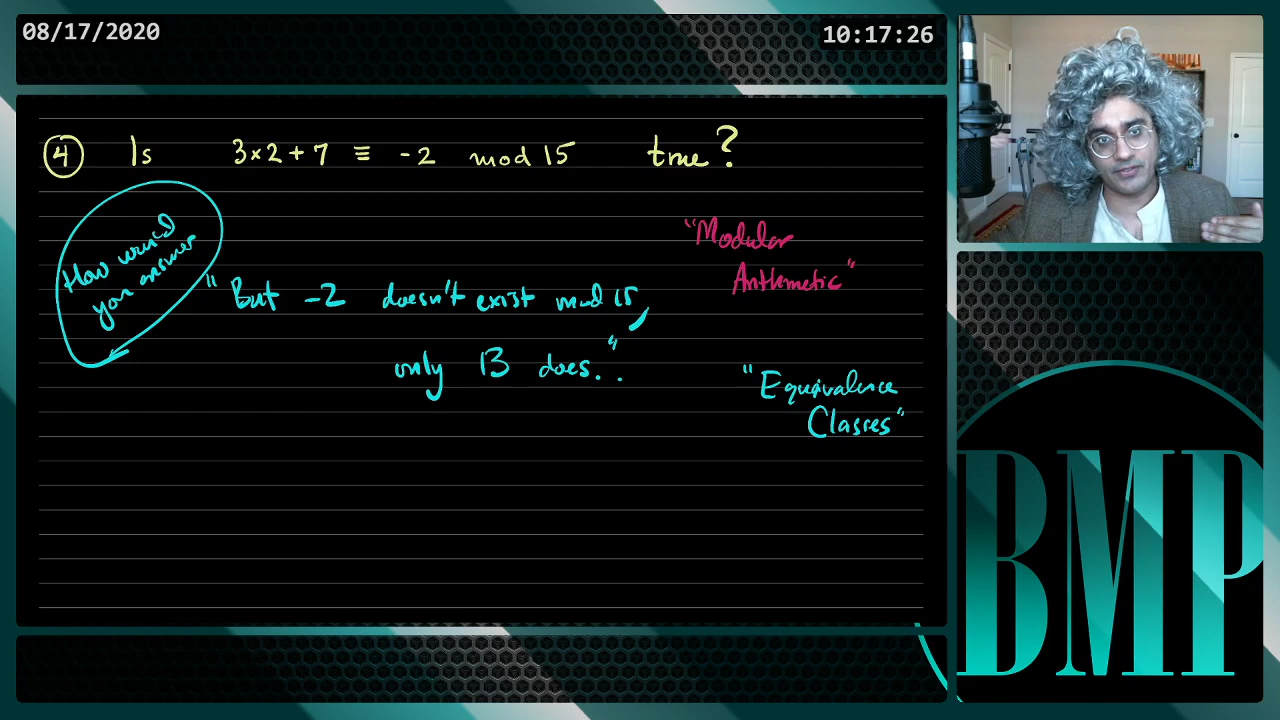 08/17/2020
10:17:26
④ Is 3×2+7 ≡ -2 mod 15 true?
How would
you answer
"But -2 doesn't exist mod 15,
only 13 does."
"Modular
Arithmetic"
"Equivalence
Classes"
BMP